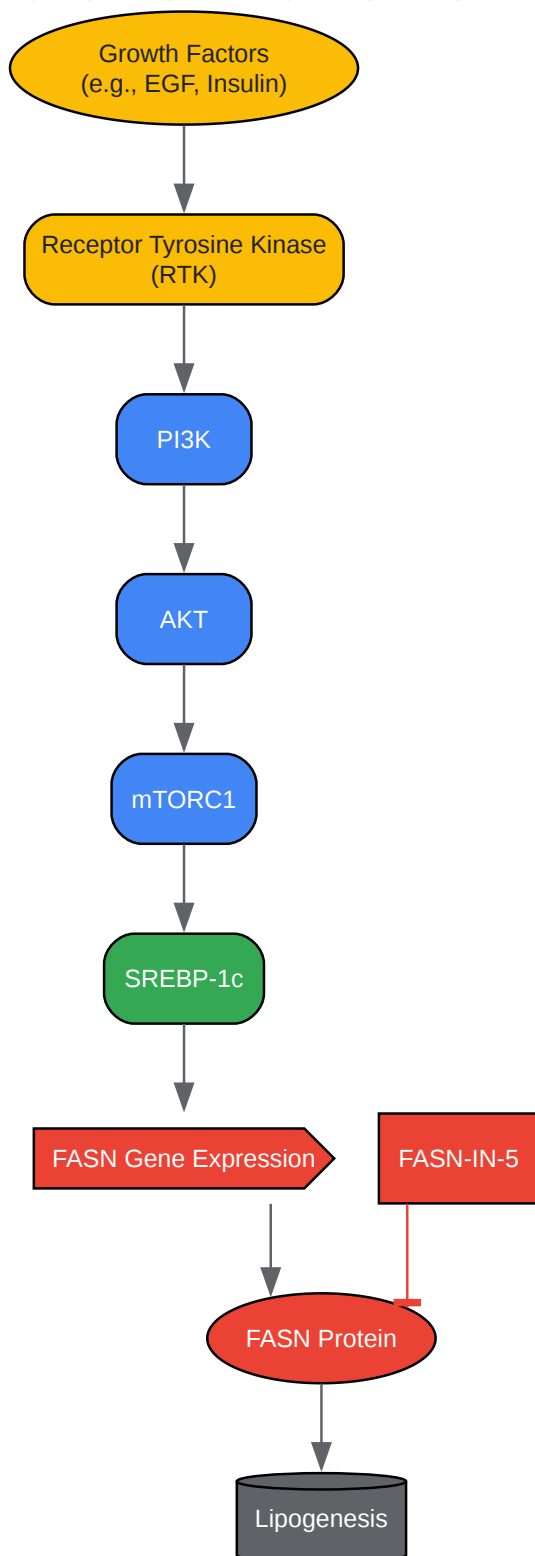 Growth Factors
(e.g., EGF, Insulin)
Receptor Tyrosine Kinase
(RTK)
PI3K
AKT
mTORC1
SREBP-1c
FASN Gene Expression
FASN-IN-5
FASN Protein
Lipogenesis